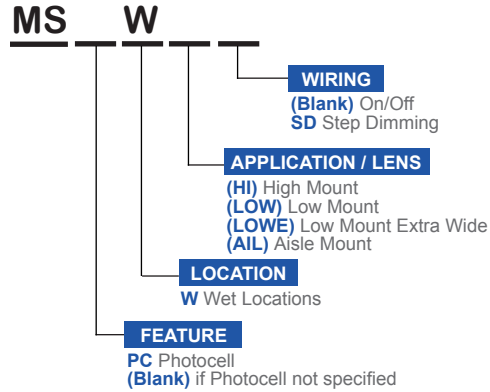 MS W
WIRING
(Blank) On/Off
SD Step Dimming
APPLICATION / LENS
(HI) High Mount
(LOW) Low Mount
(LOWE) Low Mount Extra Wide
(AIL) Aisle Mount
LOCATION
W Wet Locations
FEATURE
PC Photocell
(Blank) if Photocell not specified